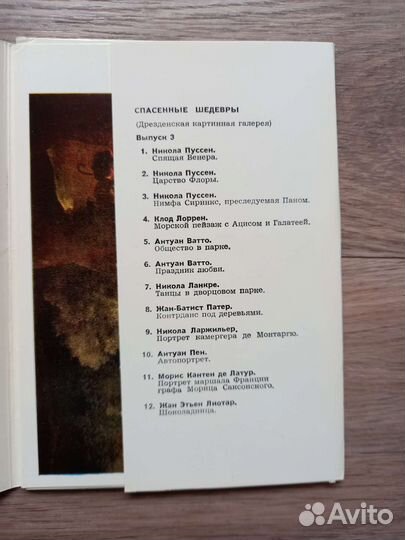 СПАСЕННЫЕ ШЕДЕВРЫ
(Дрезденская картинная галерея)
Выпуск 3
1. Никола Пуссен.
Спящая Венера.
2. Никола Пуссен.
Царство Флоры.
3. Никола Пуссен.
Нимфа Сиринкс, преследуемая Паном.
4. Клод Лоррен.
Морской пейзаж с Ацисом и Галатеей.
5. Антуан Ватто.
Общество в парке.
6. Антуан Ватто.
Праздник любви.
7. Никола Ланкре.
Танцы в дворцовом парке.
8. Жан-Батист Патер.
Контрданс под деревьями.
9. Никола Ларжильер,
Портрет камергера де Монтаргю.
10. Антуан Пен.
Автопортрет.
11. Морис Кантен де Латур.
Портрет маршала Франции
графа Морица Саксонского.
12. Жан Этьен Лиотар.
Шоколадница.
Avito